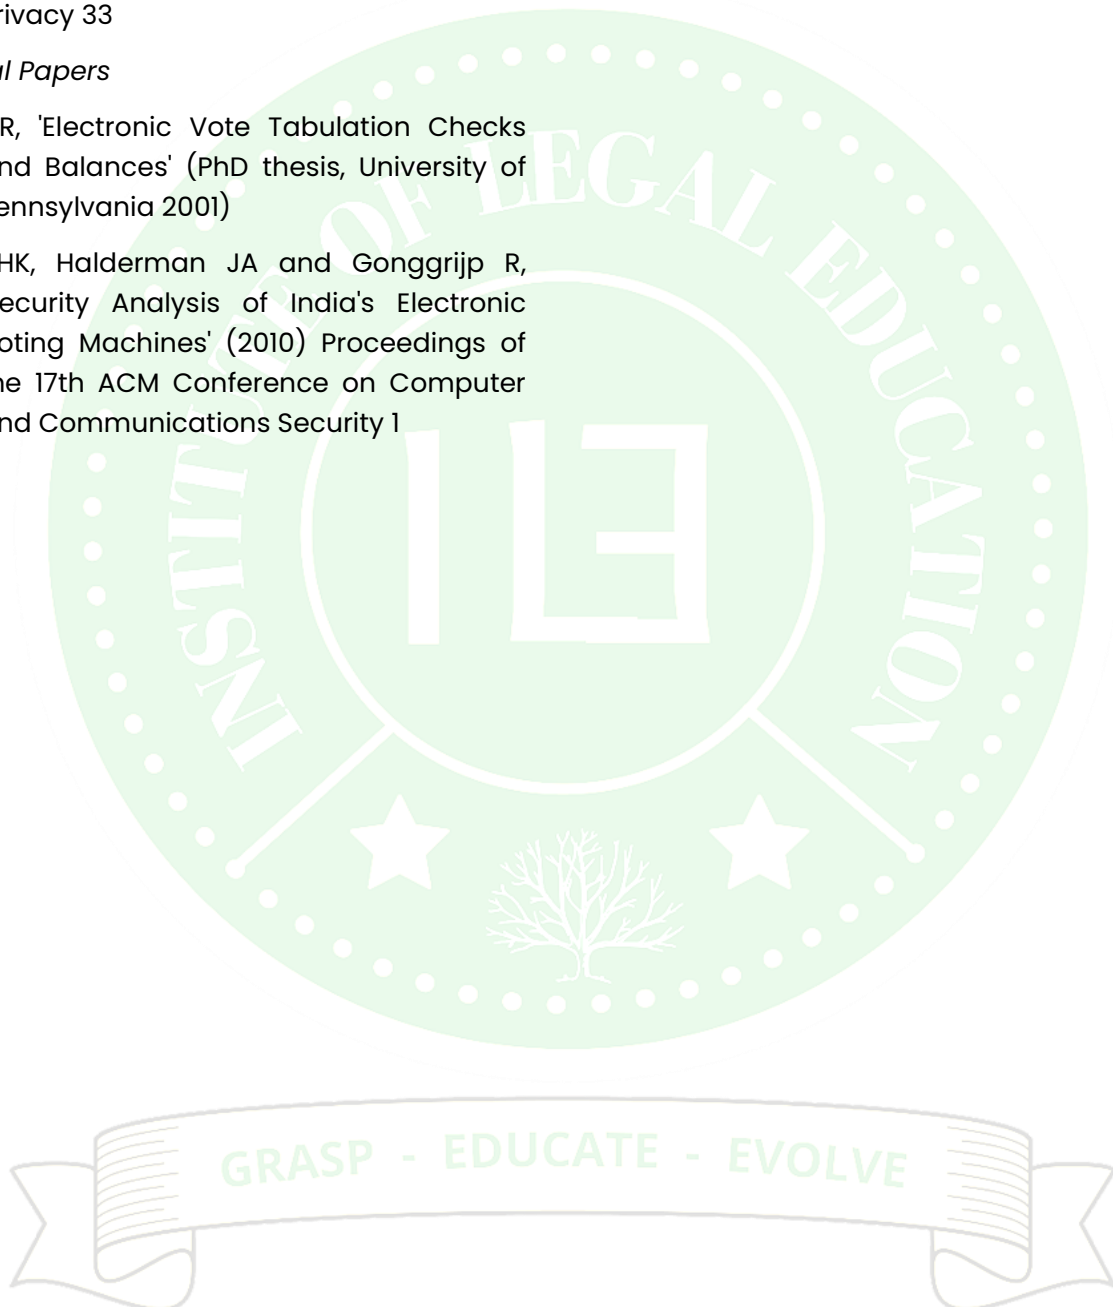 rivacy 33
al Papers
R, 'Electronic Vote Tabulation Checks
nd Balances' (PhD thesis, University of
ennsylvania 2001)
HK, Halderman JA and Gonggrijp R,
ecurity Analysis of India's Electronic
oting Machines' (2010) Proceedings of
he 17th ACM Conference on Computer
nd Communications Security 1
INSTITUTE OF LEGAL EDUCATION
ILE
GRASP - EDUCATE - EVOLVE